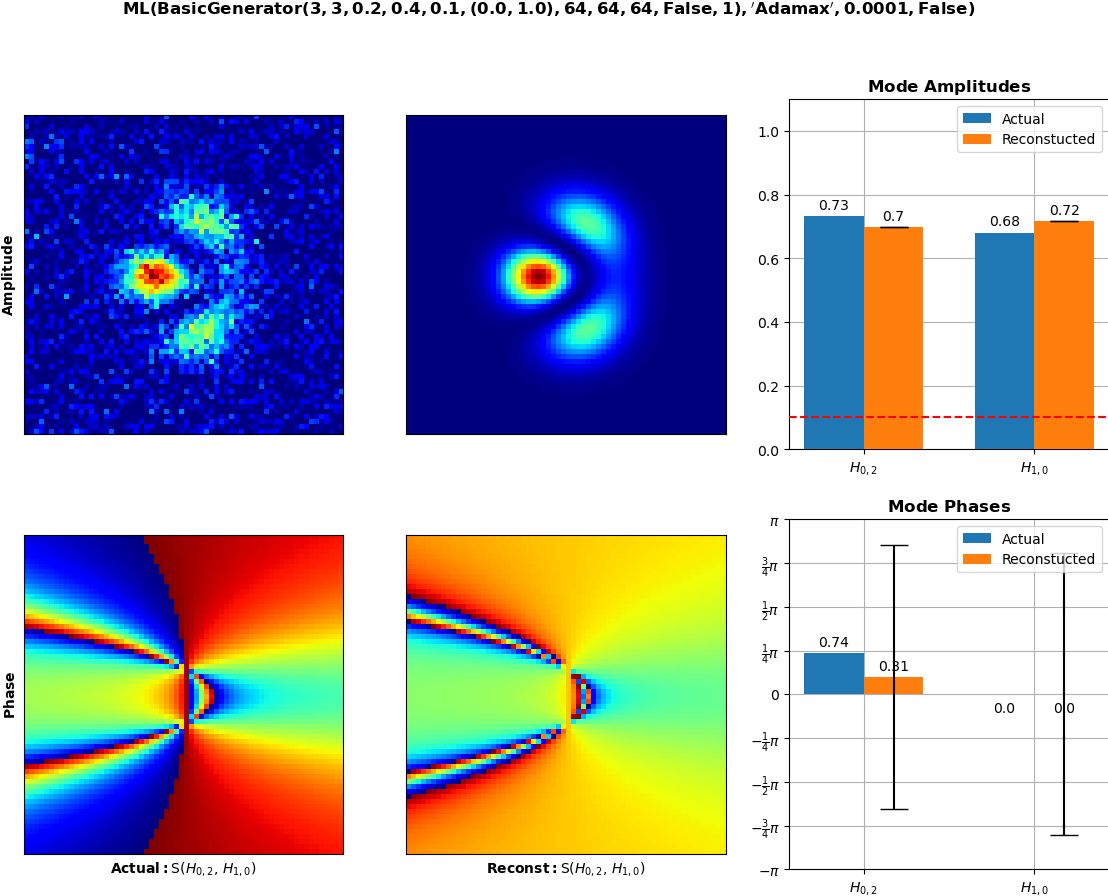 ML(BasicGenerator(3, 3, 0.2, 0.4, 0.1, (0.0, 1.0), 64, 64, 64, False, 1), ′Adamax′, 0.0001, False)
Amplitude
Mode Amplitudes
Actual
Reconstucted
1.0
0.8
0.6
0.4
0.2
0.0
0.73
0.7
0.68
0.72
H0, 2
H1, 0
Phase
Actual: S(H0, 2, H1, 0)
Reconst: S(H0, 2, H1, 0)
Mode Phases
Actual
Reconstucted
π
3/4π
1/2π
1/4π
0
−1/4π
−1/2π
−3/4π
−π
0.74
0.31
0.0
0.0
H0, 2
H1, 0